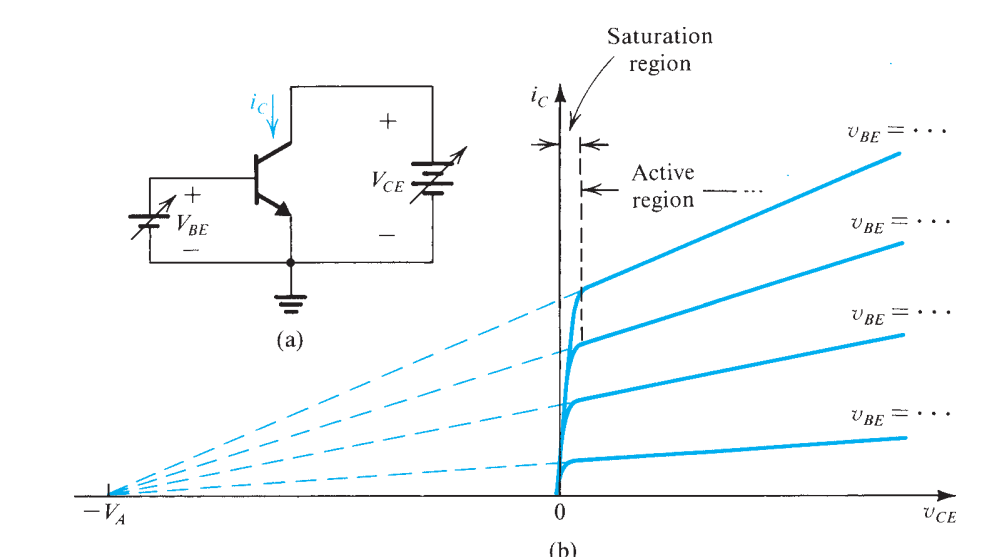 Saturation
region
i_C
i_C
v_BE = · · ·
+
Active
region
V_CE
+
V_BE
−
−
v_BE = · · ·
v_BE = · · ·
(a)
v_BE = · · ·
−V_A
0
v_CE
(b)